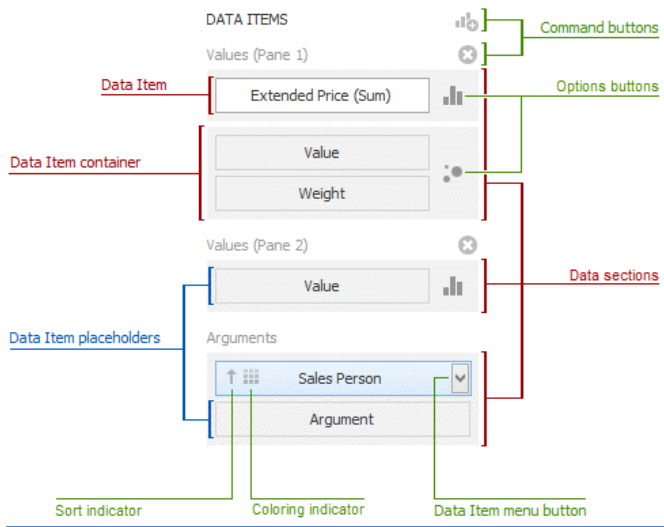 DATA ITEMS
Command buttons
Values (Pane 1)
Data Item
Extended Price (Sum)
Options buttons
Data Item container
Value
Weight
Values (Pane 2)
Data sections
Value
Data Item placeholders
Arguments
Sales Person
Argument
Sort indicator
Coloring indicator
Data Item menu button